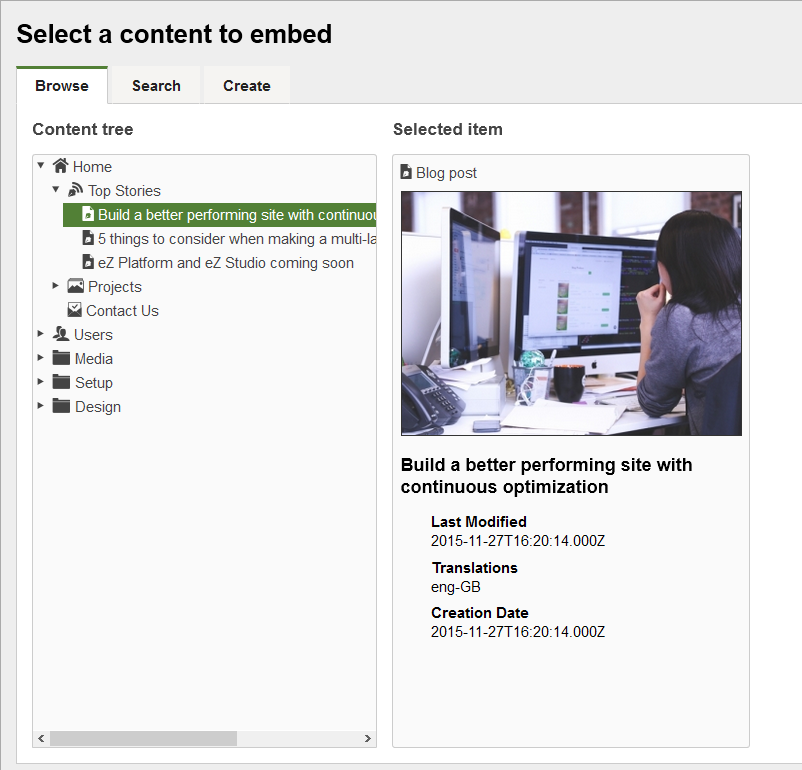 Select a content to embed
Browse
Search
Create
Content tree
Home
Top Stories
Build a better performing site with continuou
5 things to consider when making a multi-la
eZ Platform and eZ Studio coming soon
Projects
Contact Us
Users
Media
Setup
Design
Selected item
Blog post
Build a better performing site with
continuous optimization
Last Modified
2015-11-27T16:20:14.000Z
Translations
eng-GB
Creation Date
2015-11-27T16:20:14.000Z